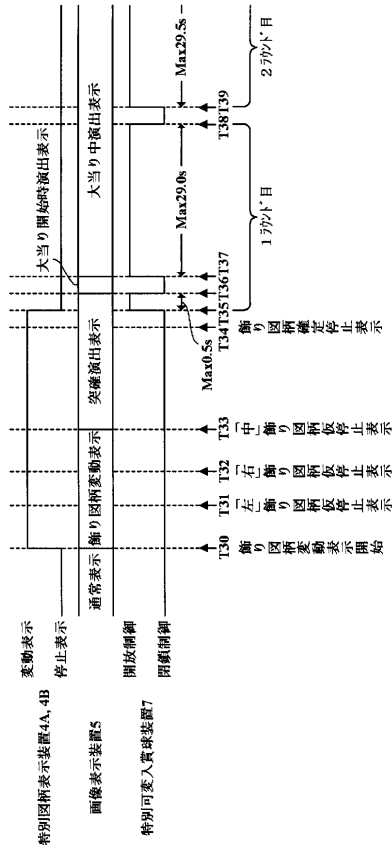 特別図柄表示装置4A, 4B
変動表示
停止表示
画像表示装置5
通常表示
飾り図柄変動表示
突確演出表示
大当り開始時演出表示
大当り中演出表示
特別可変入賞球装置7
開放制御
閉鎖制御
Max0.5s
Max29.0s
Max29.5s
T30
飾り図柄変動表示開始
T31
「左」飾り図柄仮停止表示
T32
「右」飾り図柄仮停止表示
T33
「中」飾り図柄仮停止表示
T34
飾り図柄確定停止表示
T35
T36
T37
T38
T39
1ラウンド目
2ラウンド目